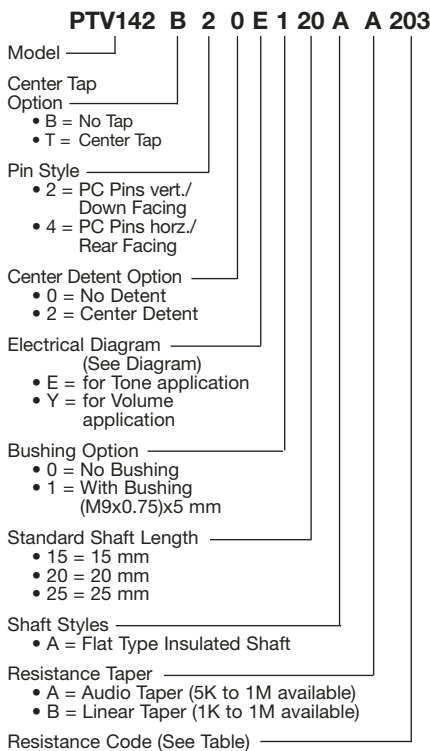 PTV142 B 2 0 E 1 20 A A 203
Model
Center Tap
Option
• B = No Tap
• T = Center Tap
Pin Style
• 2 = PC Pins vert./
Down Facing
• 4 = PC Pins horz./
Rear Facing
Center Detent Option
• 0 = No Detent
• 2 = Center Detent
Electrical Diagram
(See Diagram)
• E = for Tone application
• Y = for Volume
application
Bushing Option
• 0 = No Bushing
• 1 = With Bushing
(M9x0.75)x5 mm
Standard Shaft Length
• 15 = 15 mm
• 20 = 20 mm
• 25 = 25 mm
Shaft Styles
• A = Flat Type Insulated Shaft
Resistance Taper
• A = Audio Taper (5K to 1M available)
• B = Linear Taper (1K to 1M available)
Resistance Code (See Table)